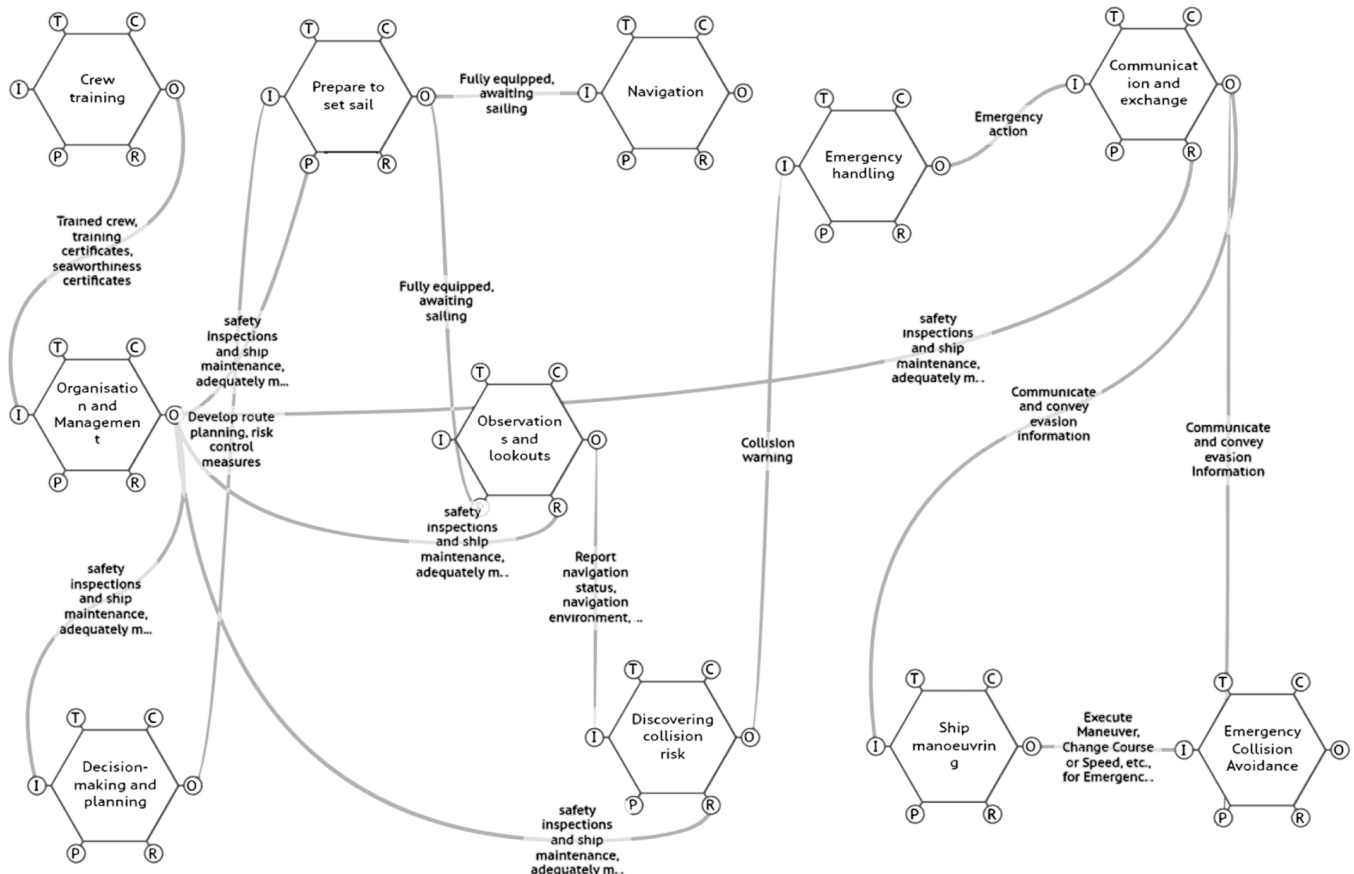 T
C
I
Crew
training
O
P
R
T
C
I
Prepare to
set sail
O
P
R
Fully equipped,
awaiting
sailing
T
C
I
Navigation
O
P
R
T
C
I
Emergency
handling
O
P
R
Emergency
action
T
C
I
Communicat
ion and
exchange
O
P
R
Trained crew,
training
certificates,
seaworthiness
certificates
Fully equipped,
awaiting
sailing
safety
inspections
and ship
maintenance,
adequately m...
safety
inspections
and ship
maintenance,
adequately m..
T
C
I
Organisatio
n and
Managemen
t
O
P
R
Develop route
planning, risk
control
measures
T
C
I
Observation
s and
lookouts
O
P
R
Collision
warning
Communicate
and convey
evasion
information
Communicate
and convey
evasion
Information
safety
inspections
and ship
maintenance,
adequately m..
safety
inspections
and ship
maintenance,
adequately m...
Report
navigation
status,
navigation
environment, ...
T
C
I
Decision-
making and
planning
O
P
R
T
C
I
Discovering
collision
risk
O
P
R
T
C
I
Ship
manoeuvrin
g
O
P
R
Execute
Maneuver,
Change Course
or Speed, etc.,
for Emergenc..
T
C
I
Emergency
Collision
Avoidance
O
P
R
safety
inspections
and ship
maintenance,
adequately m..